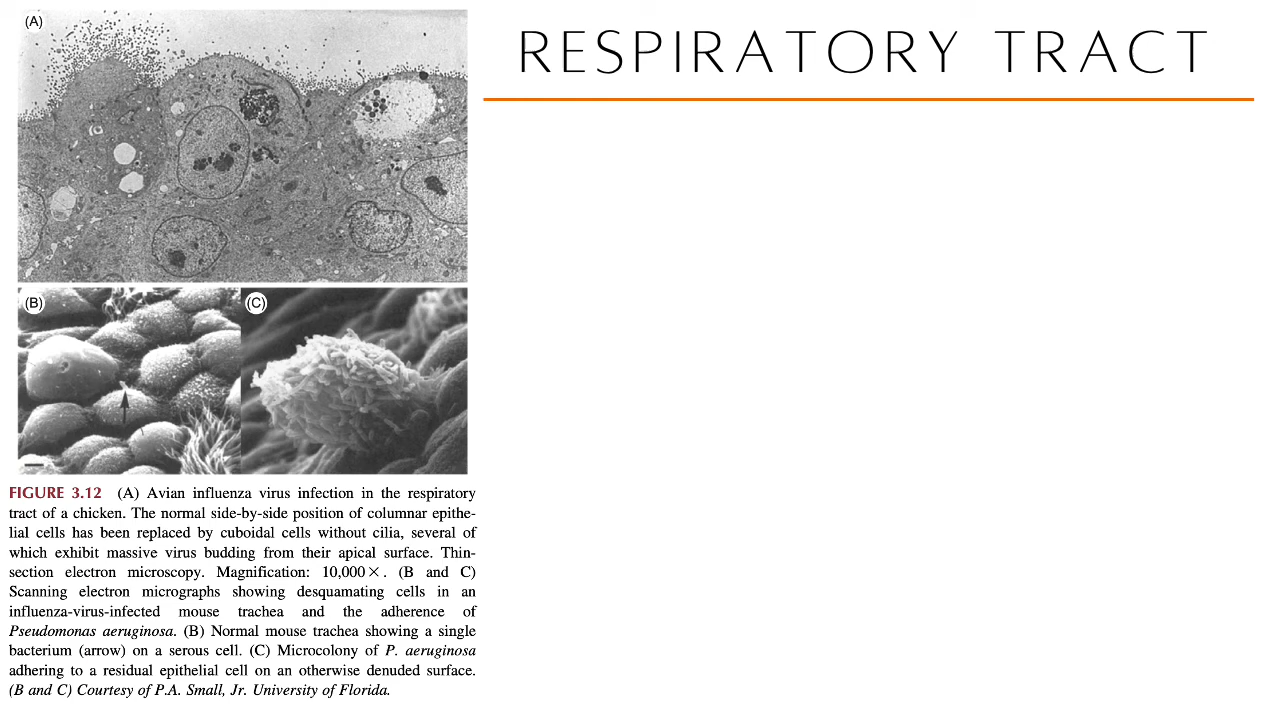 (A)
RESPIRATORY TRACT
(B)
(C)
FIGURE 3.12 (A) Avian influenza virus infection in the respiratory
tract of a chicken. The normal side-by-side position of columnar epithe-
lial cells has been replaced by cuboidal cells without cilia, several of
which exhibit massive virus budding from their apical surface. Thin-
section electron microscopy. Magnification: 10,000×. (B and C)
Scanning electron micrographs showing desquamating cells in an
influenza-virus-infected mouse trachea and the adherence of
Pseudomonas aeruginosa. (B) Normal mouse trachea showing a single
bacterium (arrow) on a serous cell. (C) Microcolony of P. aeruginosa
adhering to a residual epithelial cell on an otherwise denuded surface.
(B and C) Courtesy of P.A. Small, Jr. University of Florida.